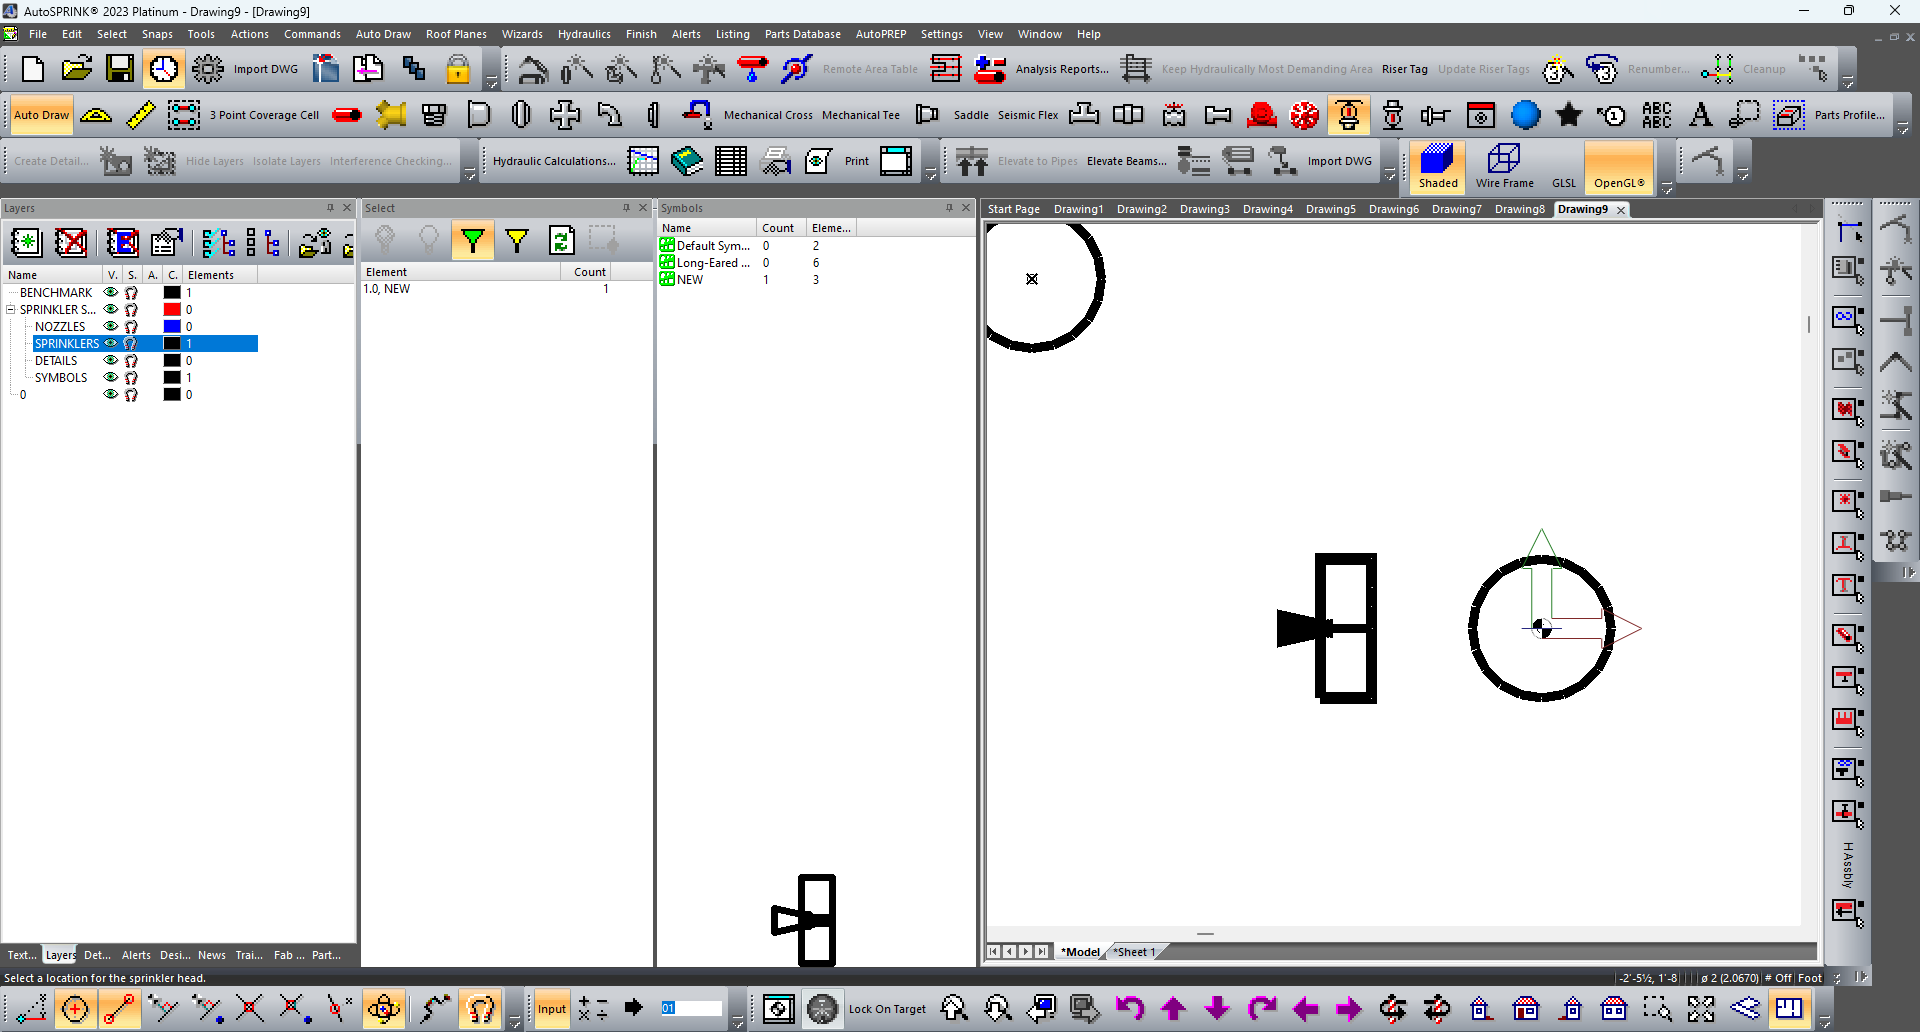 AutoSPRINK® 2023 Platinum - Drawing9 - [Drawing9]
File Edit Select Snaps Tools Actions Commands Auto Draw Roof Planes Wizards Hydraulics Finish Alerts Listing Parts Database AutoPREP Settings View Window Help
Import DWG Remote Area Table Analysis Reports... Keep Hydraulically Most Demanding Area Riser Tag Update Riser Tags Renumber... Cleanup
Auto Draw 3 Point Coverage Cell Mechanical Cross Mechanical Tee Saddle Seismic Flex ABC ABC A Parts Profile...
Create Detail... Hide Layers Isolate Layers Interference Checking... Hydraulic Calculations... Print Elevate to Pipes Elevate Beams... Import DWG
Shaded Wire Frame GLSL OpenGL®
Layers Select Symbols
Start Page Drawing1 Drawing2 Drawing3 Drawing4 Drawing5 Drawing6 Drawing7 Drawing8 Drawing9
Name V. S. A. C. Elements
BENCHMARK 1
SPRINKLER S... 0
NOZZLES 0
SPRINKLERS 1
DETAILS 0
SYMBOLS 1
0 0
Element Count
1.0, NEW 1
Name Count Eleme...
Default Sym... 0 2
Long-Eared ... 0 6
NEW 1 3
HAssbly
*Model *Sheet 1
Text... Layers Det... Alerts Desi... News Trai... Fab ... Part...
Select a location for the sprinkler head.
-2'-5½, 1'-8 ø 2 (2.0670) # Off Foot
Input 01 Lock On Target